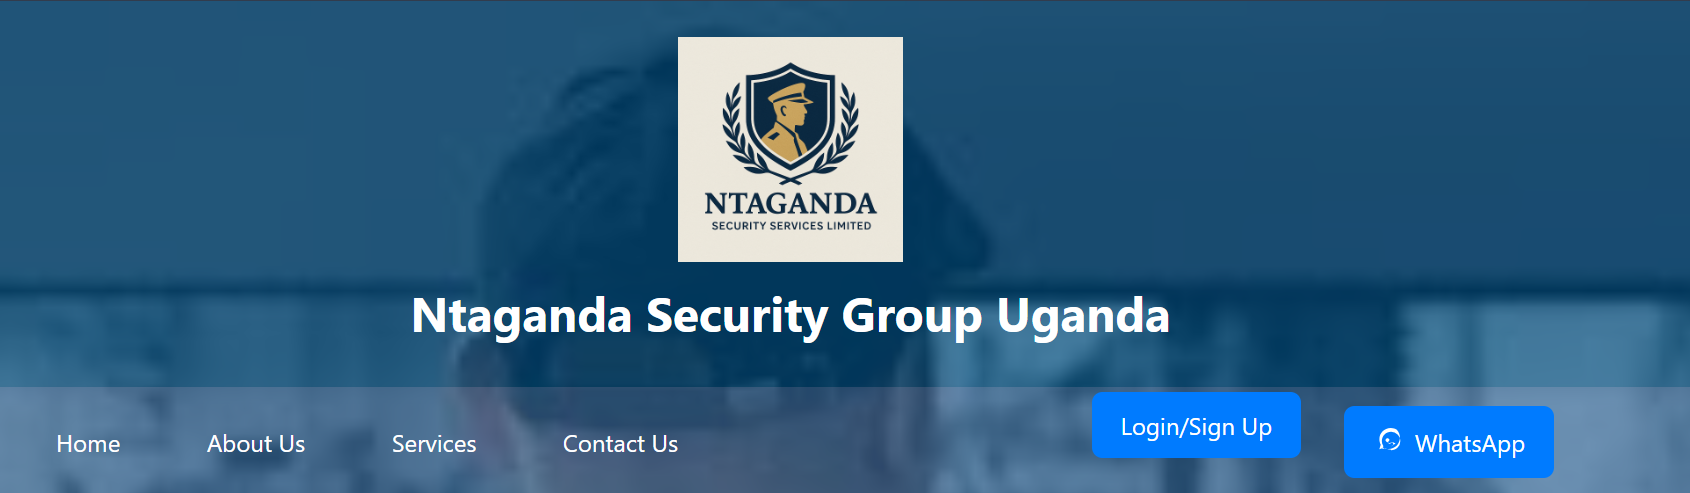 NTAGANDA
SECURITY SERVICES LIMITED
Ntaganda Security Group Uganda
Home
About Us
Services
Contact Us
Login/Sign Up
WhatsApp